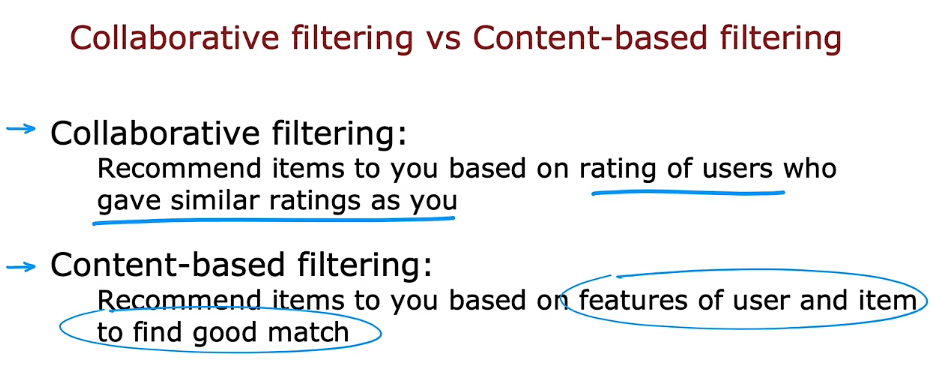 Collaborative filtering vs Content-based filtering
Collaborative filtering:
Recommend items to you based on rating of users who
gave similar ratings as you
Content-based filtering:
Recommend items to you based on features of user and item
to find good match